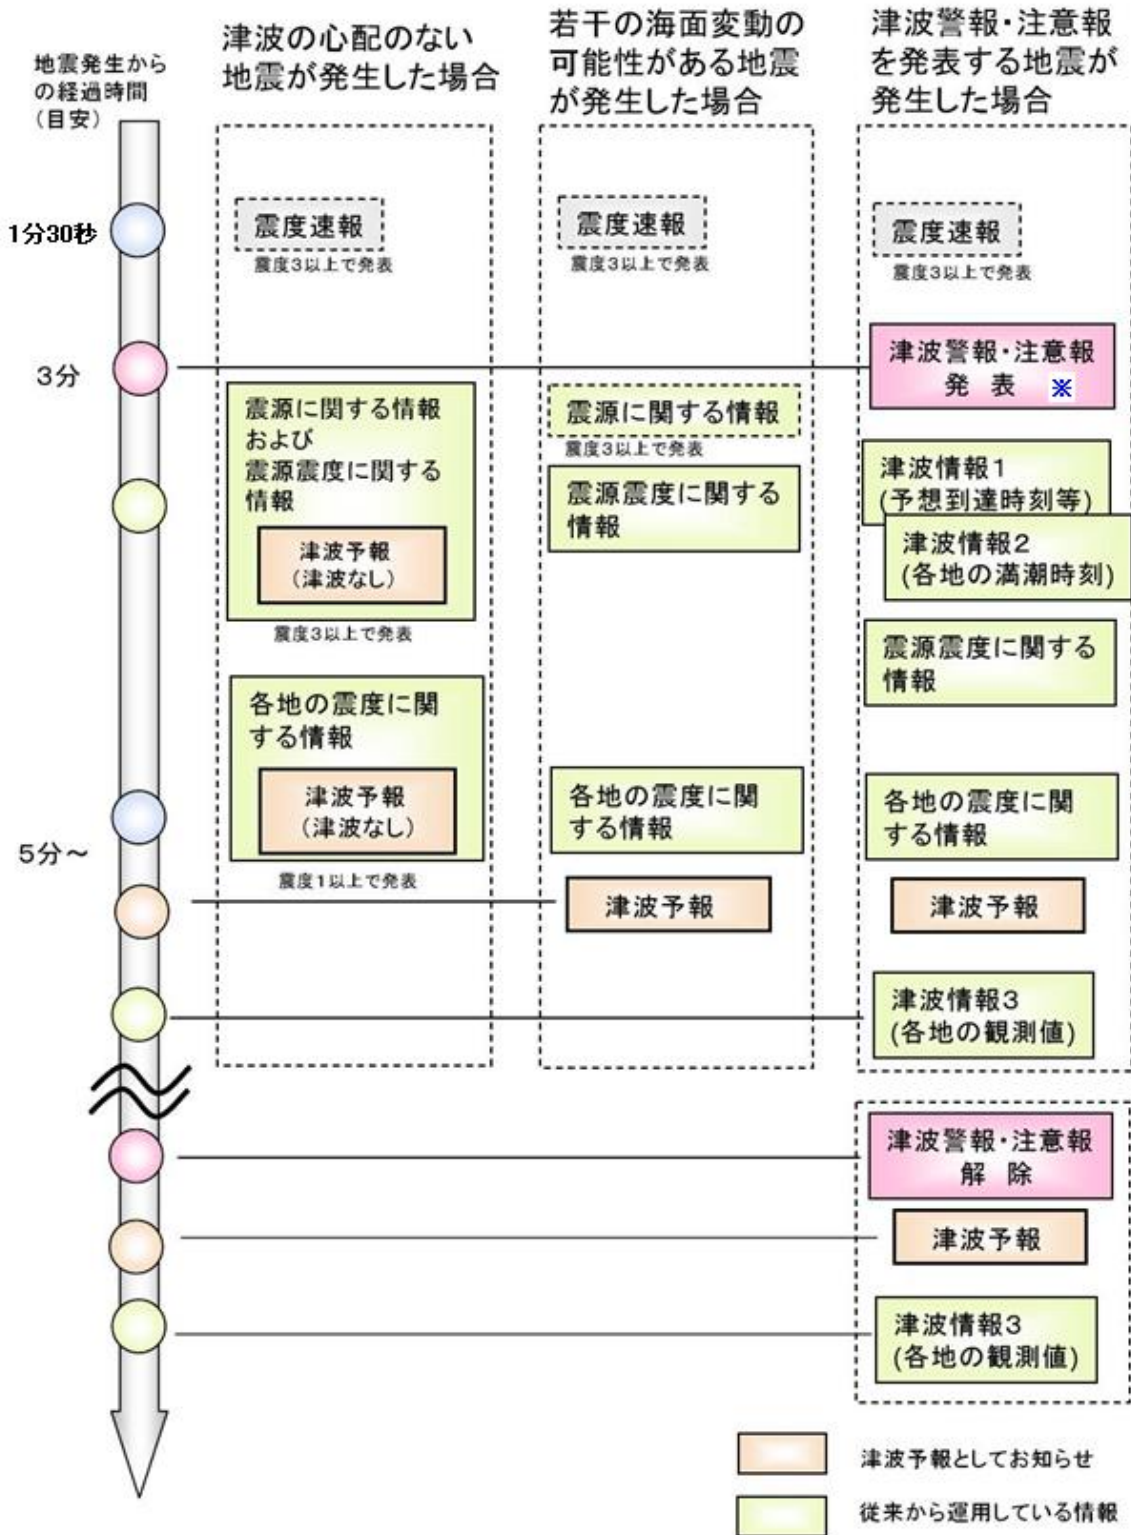 地震発生から
の経過時間
(目安)
津波の心配のない
地震が発生した場合
若干の海面変動の
可能性がある地震
が発生した場合
津波警報・注意報
を発表する地震が
発生した場合
1分30秒
震度速報
震度3以上で発表
震度速報
震度3以上で発表
震度速報
震度3以上で発表
3分
津波警報・注意報
発 表 ※
震源に関する情報
および
震源震度に関する
情報
津波予報
(津波なし)
震度3以上で発表
震源に関する情報
震度3以上で発表
震源震度に関する
情報
津波情報1
(予想到達時刻等)
津波情報2
(各地の満潮時刻)
震源震度に関する
情報
5分~
各地の震度に関
する情報
津波予報
(津波なし)
震度1以上で発表
各地の震度に関
する情報
津波予報
各地の震度に関
する情報
津波予報
津波情報3
(各地の観測値)
津波警報・注意報
解 除
津波予報
津波情報3
(各地の観測値)
津波予報としてお知らせ
従来から運用している情報